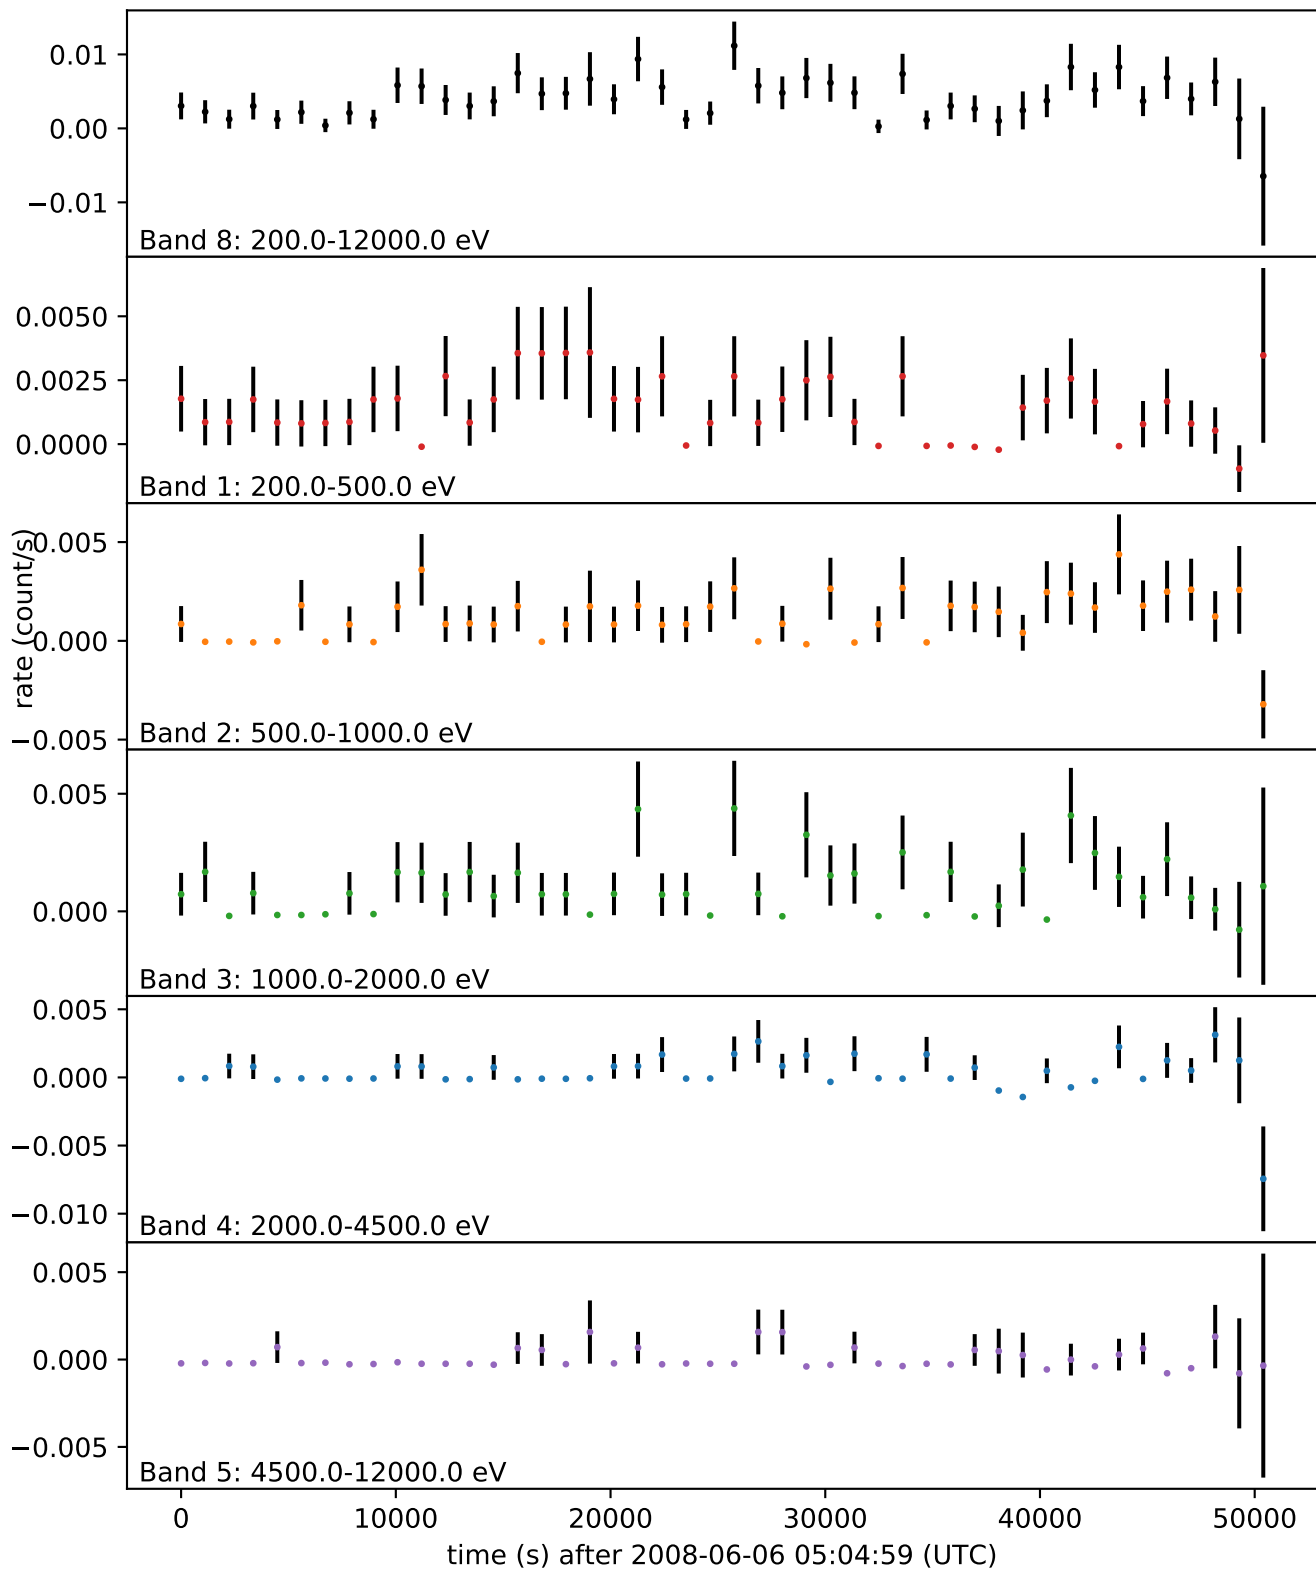 0.01
0.00
−0.01
Band 8: 200.0-12000.0 eV
0.0050
0.0025
0.0000
Band 1: 200.0-500.0 eV
rate (count/s)
0.005
0.000
−0.005
Band 2: 500.0-1000.0 eV
0.005
0.000
Band 3: 1000.0-2000.0 eV
0.005
0.000
−0.005
−0.010
Band 4: 2000.0-4500.0 eV
0.005
0.000
−0.005
Band 5: 4500.0-12000.0 eV
0 10000 20000 30000 40000 50000
time (s) after 2008-06-06 05:04:59 (UTC)